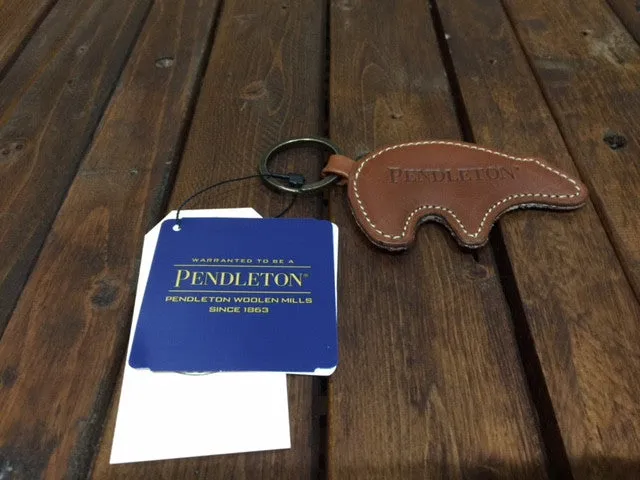 WARRANTED TO BE A
PENDLETON®
PENDLETON WOOLEN MILLS
SINCE 1863
PENDLETON®